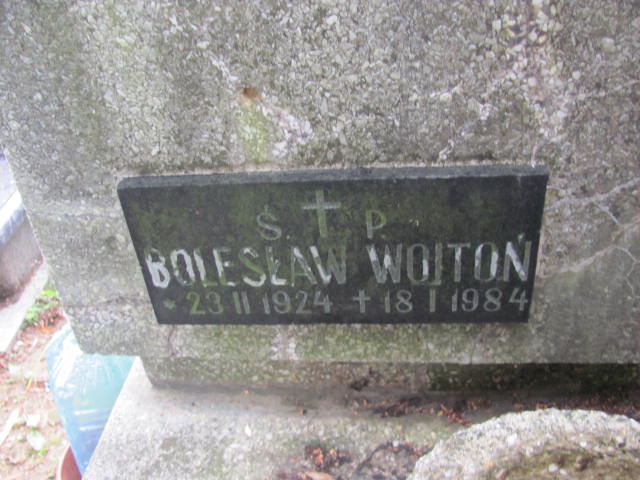 Ś † P
BOLESŁAW WOJTOŃ
* 23 II 1924 † 18 I 1984